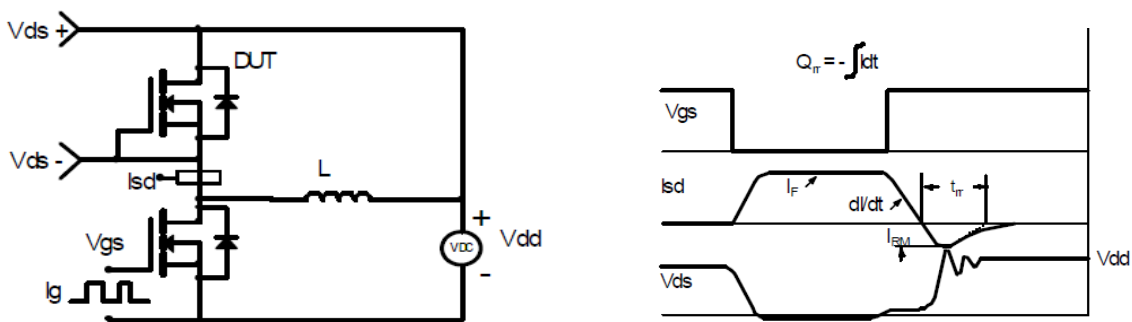 Vds +
DUT
Vds -
Isd
L
Vgs
Ig
+
VDC
-
Vdd
Qrr = - ∫Idt
Vgs
Isd
IF
dI/dt
trr
IRM
Vds
Vdd